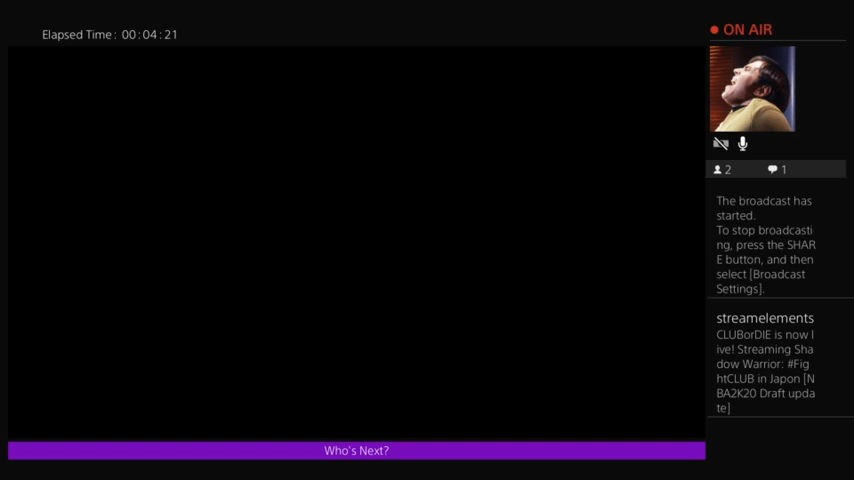 Elapsed Time: 00:04:21
ON AIR
2
1
The broadcast has
started.
To stop broadcasti
ng, press the SHAR
E button, and then
select [Broadcast
Settings].
streamelements
CLUBorDIE is now l
ive! Streaming Sha
dow Warrior: #Fig
htCLUB in Japon [N
BA2K20 Draft upda
te]
Who's Next?